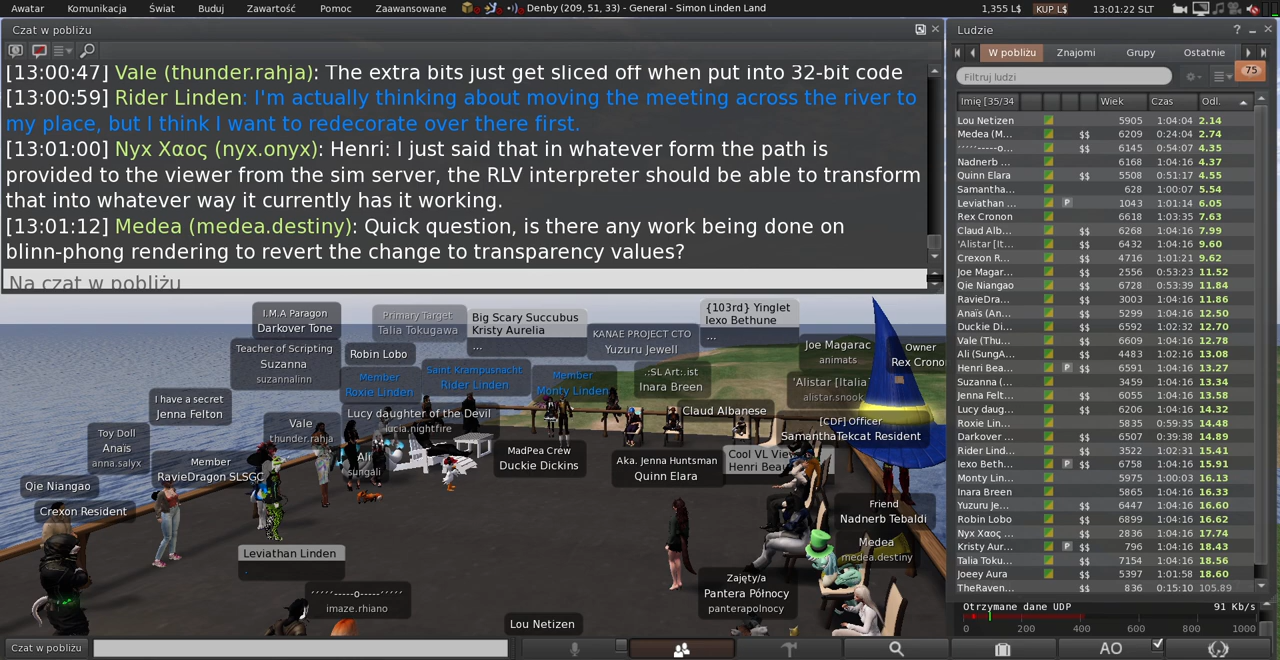 Awatar Komunikacja Świat Buduj Zawartość Pomoc Zaawansowane Denby (209, 51, 33) - General - Simon Linden Land 1,355 L$ KUP L$ 13:01:22 SLT
Czat w pobliżu
[13:00:47] Vale (thunder.rahja): The extra bits just get sliced off when put into 32-bit code
[13:00:59] Rider Linden: I'm actually thinking about moving the meeting across the river to
my place, but I think I want to redecorate over there first.
[13:01:00] Nyx Χαος (nyx.onyx): Henri: I just said that in whatever form the path is
provided to the viewer from the sim server, the RLV interpreter should be able to transform
that into whatever way it currently has it working.
[13:01:12] Medea (medea.destiny): Quick question, is there any work being done on
blinn-phong rendering to revert the change to transparency values?
Na czat w pobliżu
I.M.A Paragon
Darkover Tone
Primary Target
Talia Tokugawa
Big Scary Succubus
Kristy Aurelia
...
KANAE PROJECT CTO
Yuzuru Jewell
{103rd} Yinglet
Iexo Bethune
...
Joe Magarac
animats
Owner
Rex Crono
Teacher of Scripting
Suzanna
suzannalinn
Robin Lobo
Member
Roxie Linden
Saint Krampusnacht
Rider Linden
Member
Monty Linden
.:SL Art:.ist
Inara Breen
'Alistar [Italia]
alistar.snook
I have a secret
Jenna Felton
Lucy daughter of the Devil
lucia.nightfire
Claud Albanese
[CDF] Officer
SamanthaTekcat Resident
Vale
thunder.rahja
Toy Doll
Anaïs
anna.salyx
Ali
sungali
MadPea Crew
Duckie Dickins
Aka. Jenna Huntsman
Quinn Elara
Cool VL View
Henri Beau
Member
RavieDragon SLSGC
Qie Niangao
Crexon Resident
Friend
Nadnerb Tebaldi
Leviathan Linden
.
Medea
medea.destiny
Zajęty/a
Pantera Północy
panterapolnocy
´´´´´-----o-----´´´´´
imaze.rhiano
Lou Netizen
Czat w pobliżu
AO
Ludzie
W pobliżu Znajomi Grupy Ostatnie
Filtruj ludzi
75
Imię [35/34 Wiek Czas Odl.
Lou Netizen 5905 1:04:04 2.14
Medea (M... $$ 6209 0:24:04 2.74
´´´´´-----o... $$ 6145 0:54:07 4.35
Nadnerb ... 6168 1:04:16 4.37
Quinn Elara $$ 5508 0:51:17 4.55
Samantha... 628 1:00:07 5.54
Leviathan ... P 1043 1:01:14 6.05
Rex Cronon 6618 1:03:35 7.63
Claud Alb... $$ 6268 1:04:16 7.99
'Alistar [It... $$ 6432 1:04:16 9.60
Crexon R... $$ 4716 1:01:21 9.62
Joe Magar... $$ 2556 0:53:23 11.52
Qie Niangao $$ 6728 0:53:39 11.84
RavieDra... $$ 3003 1:04:16 11.86
Anaïs (An... $$ 5299 1:04:16 12.50
Duckie Di... $$ 6592 1:02:32 12.70
Vale (Thu... $$ 6609 1:04:16 12.78
Ali (SungA... $$ 4483 1:02:16 13.08
Henri Bea... P $$ 6591 1:04:16 13.27
Suzanna (... 3459 1:04:16 13.34
Jenna Felt... $$ 6055 1:04:16 13.58
Lucy daug... $$ 6206 1:04:16 14.32
Roxie Lin... $$ 5835 0:59:35 14.48
Darkover ... $$ 6507 0:39:38 14.89
Rider Lind... $$ 3522 1:02:31 15.41
Iexo Beth... P $$ 6758 1:04:16 15.91
Monty Lin... 5975 1:00:03 16.13
Inara Breen 5865 1:04:16 16.33
Yuzuru Je... $$ 6447 1:04:16 16.60
Robin Lobo $$ 6899 1:04:16 16.62
Nyx Χαος ... $$ 2836 1:04:16 17.74
Kristy Aur... P $$ 796 1:04:16 18.43
Talia Toku... $$ 7154 1:04:16 18.56
Joeey Aura $$ 5397 1:01:58 18.60
TheRaven... $$ 836 0:15:10 105.89
Otrzymane dane UDP 91 Kb/s
0 200 400 600 800 1000